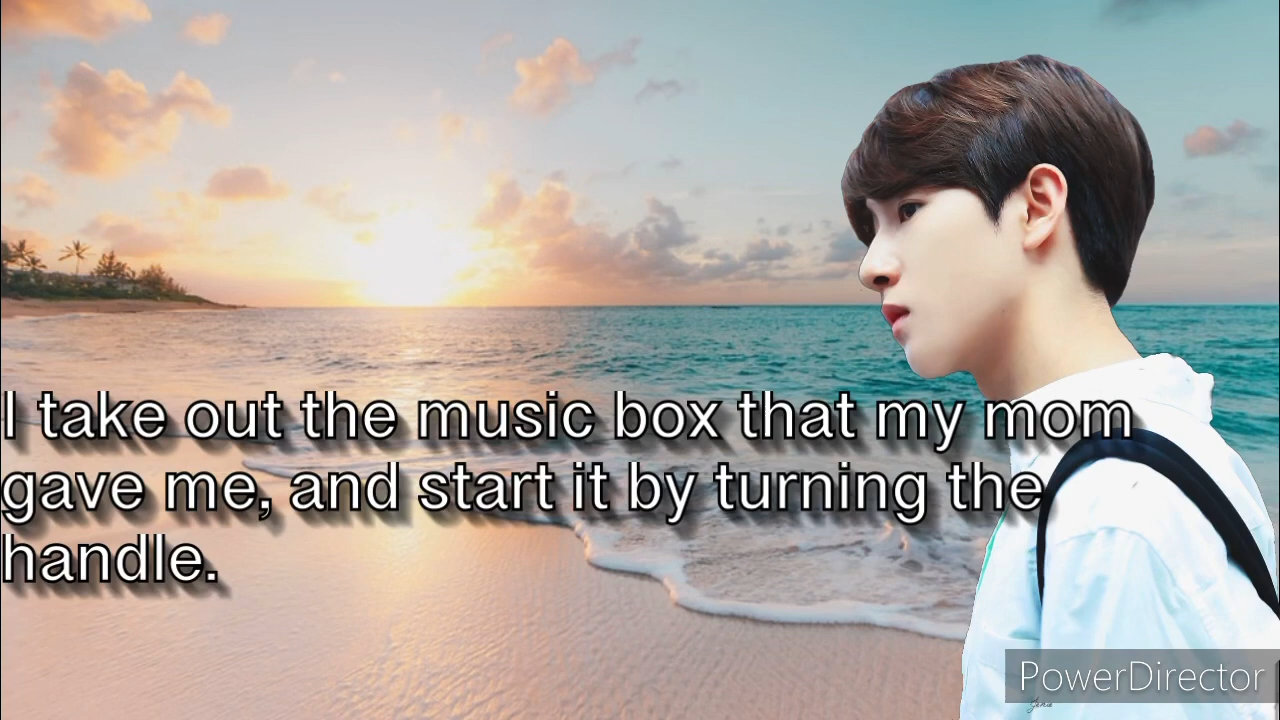 I take out the music box that my mom
gave me, and start it by turning the
handle.
PowerDirector